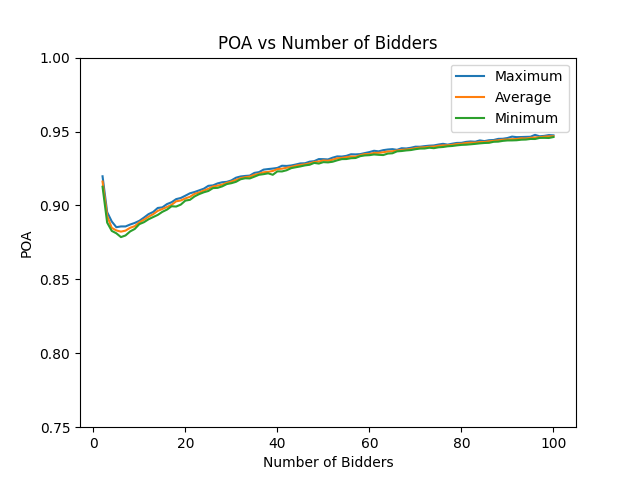 POA vs Number of Bidders
1.00
0.95
0.90
0.85
0.80
0.75
POA
0
20
40
60
80
100
Number of Bidders
Maximum
Average
Minimum